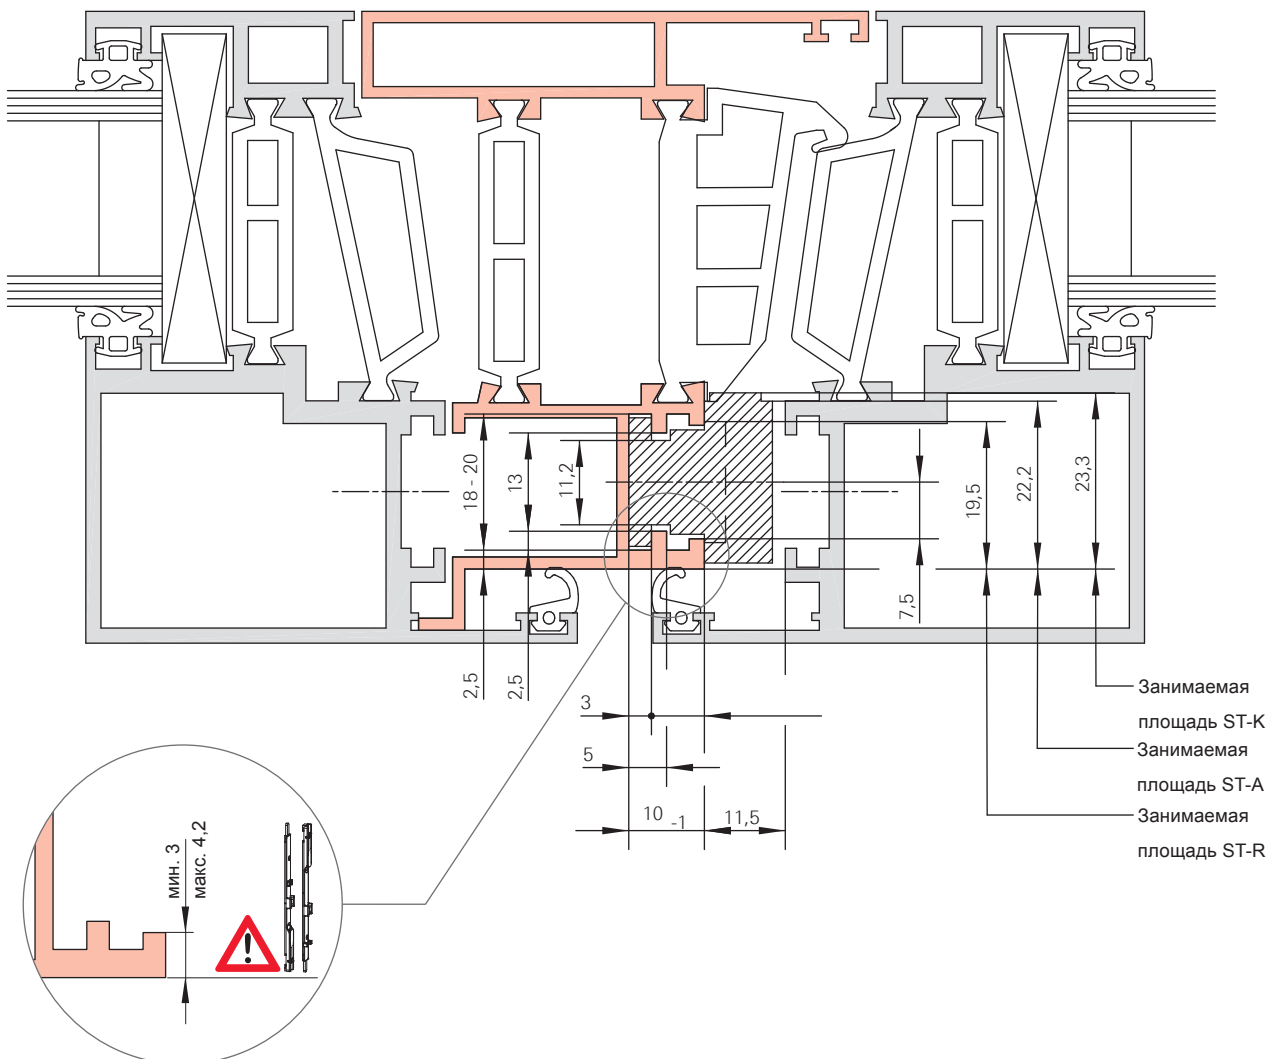 18 - 20
13
11,2
19,5
22,2
23,3
7,5
2,5
2,5
3
5
10 -1
11,5
Занимаемая
площадь ST-K
Занимаемая
площадь ST-A
Занимаемая
площадь ST-R
мин. 3
макс. 4,2
!